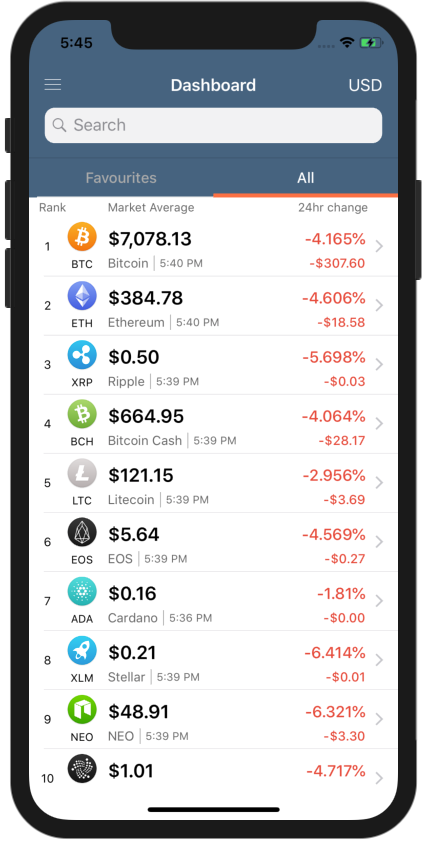 5:45
Dashboard USD
Search
Favourites All
Rank Market Average 24hr change
1 $7,078.13 -4.165%
BTC Bitcoin | 5:40 PM -$307.60
2 $384.78 -4.606%
ETH Ethereum | 5:40 PM -$18.58
3 $0.50 -5.698%
XRP Ripple | 5:39 PM -$0.03
4 $664.95 -4.064%
BCH Bitcoin Cash | 5:39 PM -$28.17
5 $121.15 -2.956%
LTC Litecoin | 5:39 PM -$3.69
6 $5.64 -4.569%
EOS EOS | 5:39 PM -$0.27
7 $0.16 -1.81%
ADA Cardano | 5:36 PM -$0.00
8 $0.21 -6.414%
XLM Stellar | 5:39 PM -$0.01
9 $48.91 -6.321%
NEO NEO | 5:39 PM -$3.30
10 $1.01 -4.717%